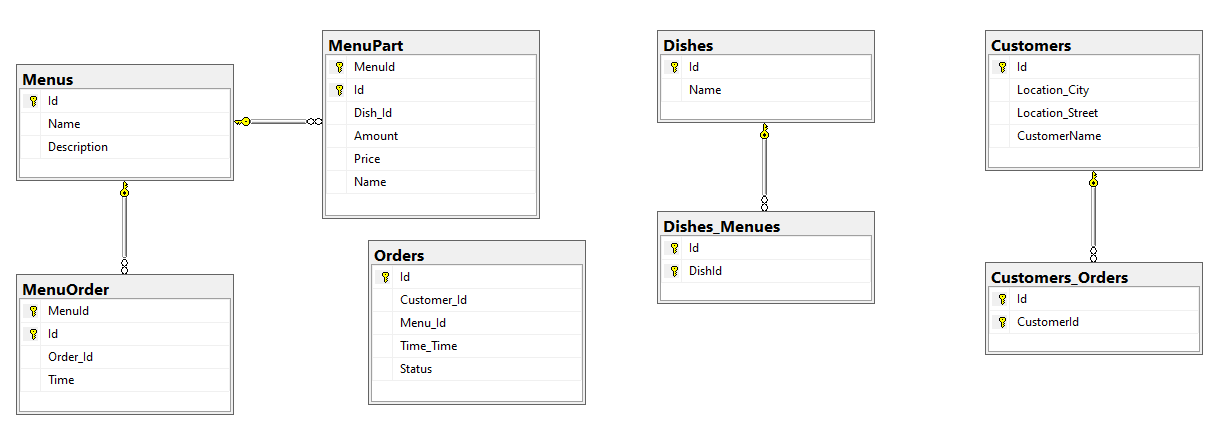 Menus
Id
Name
Description
MenuPart
MenuId
Id
Dish_Id
Amount
Price
Name
Dishes
Id
Name
Customers
Id
Location_City
Location_Street
CustomerName
MenuOrder
MenuId
Id
Order_Id
Time
Orders
Id
Customer_Id
Menu_Id
Time_Time
Status
Dishes_Menues
Id
DishId
Customers_Orders
Id
CustomerId